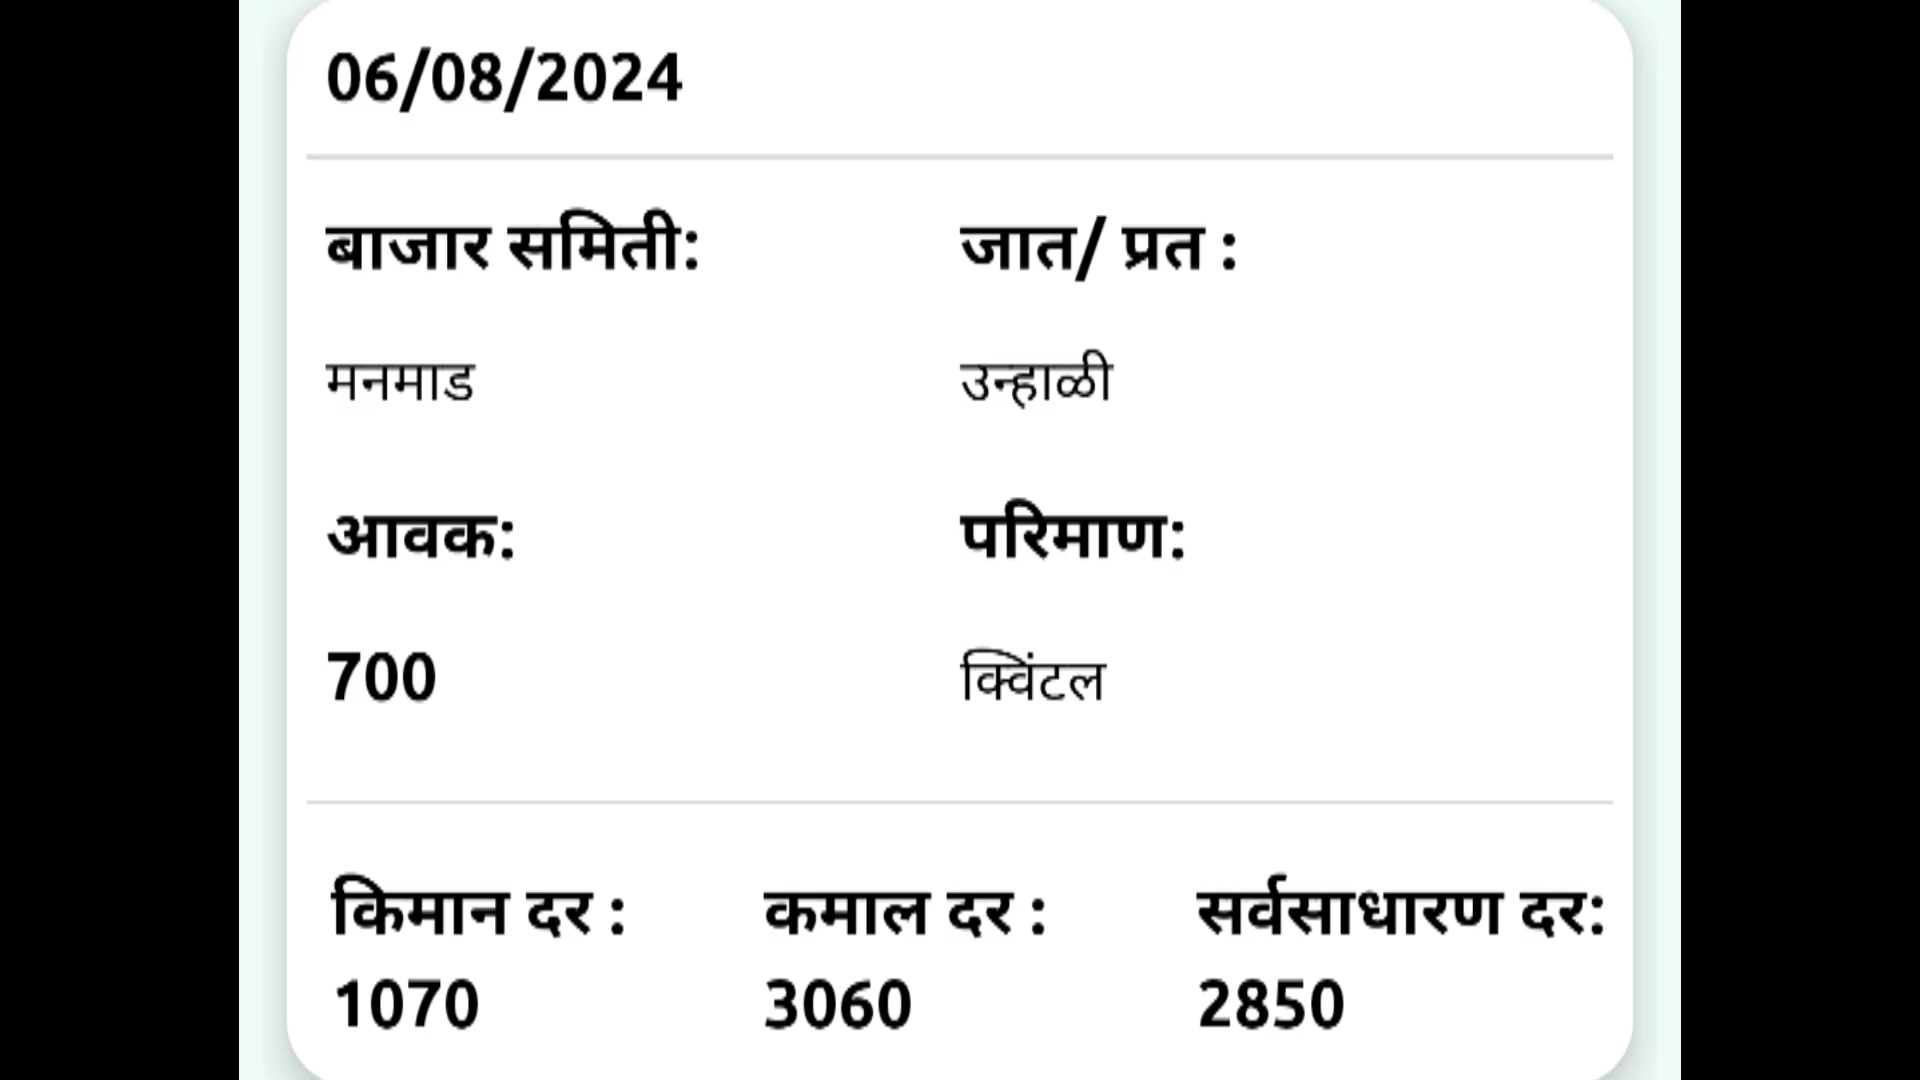 06/08/2024
बाजार समिती: जात/ प्रत :
मनमाड उन्हाळी
आवक: परिमाण:
700 क्विंटल
किमान दर : कमाल दर : सर्वसाधारण दर:
1070 3060 2850